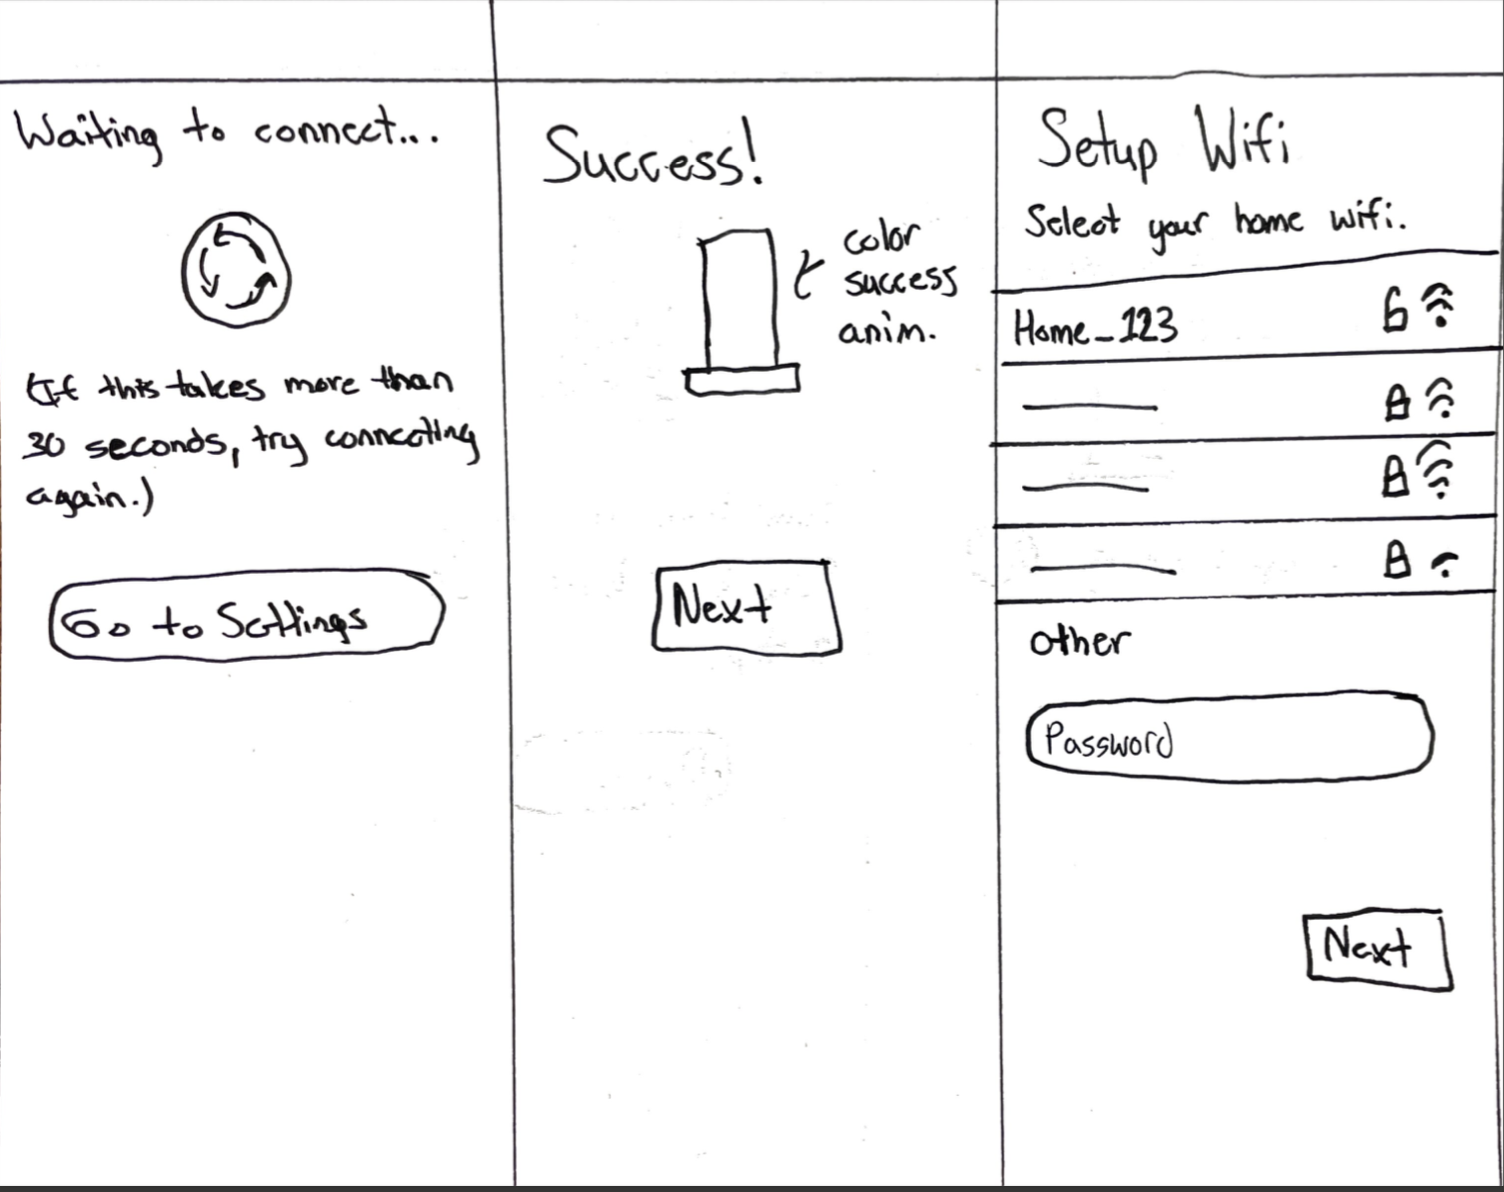 Waiting to connect...
(If this takes more than
30 seconds, try connecting
again.)
Go to Settings
Success!
color
success
anim.
Next
Setup Wifi
Select your home wifi.
Home_123
other
Password
Next